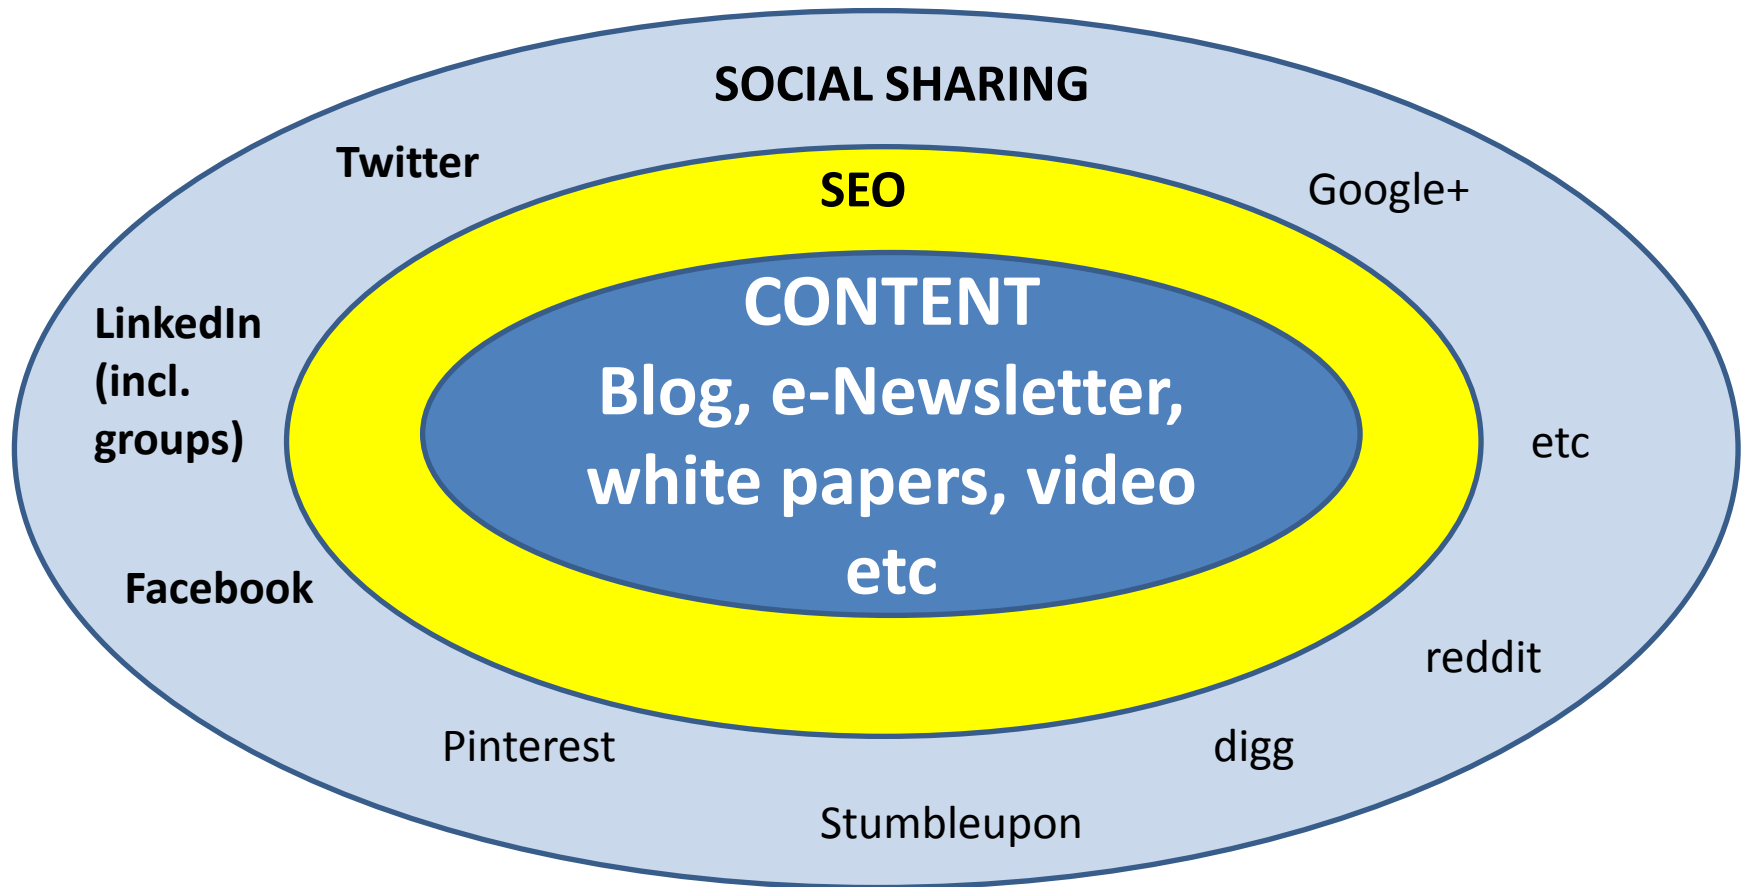 SOCIAL SHARING
Twitter
SEO
Google+
CONTENT
Blog, e-Newsletter,
white papers, video
etc
LinkedIn
(incl.
groups)
etc
Facebook
reddit
Pinterest
digg
Stumbleupon